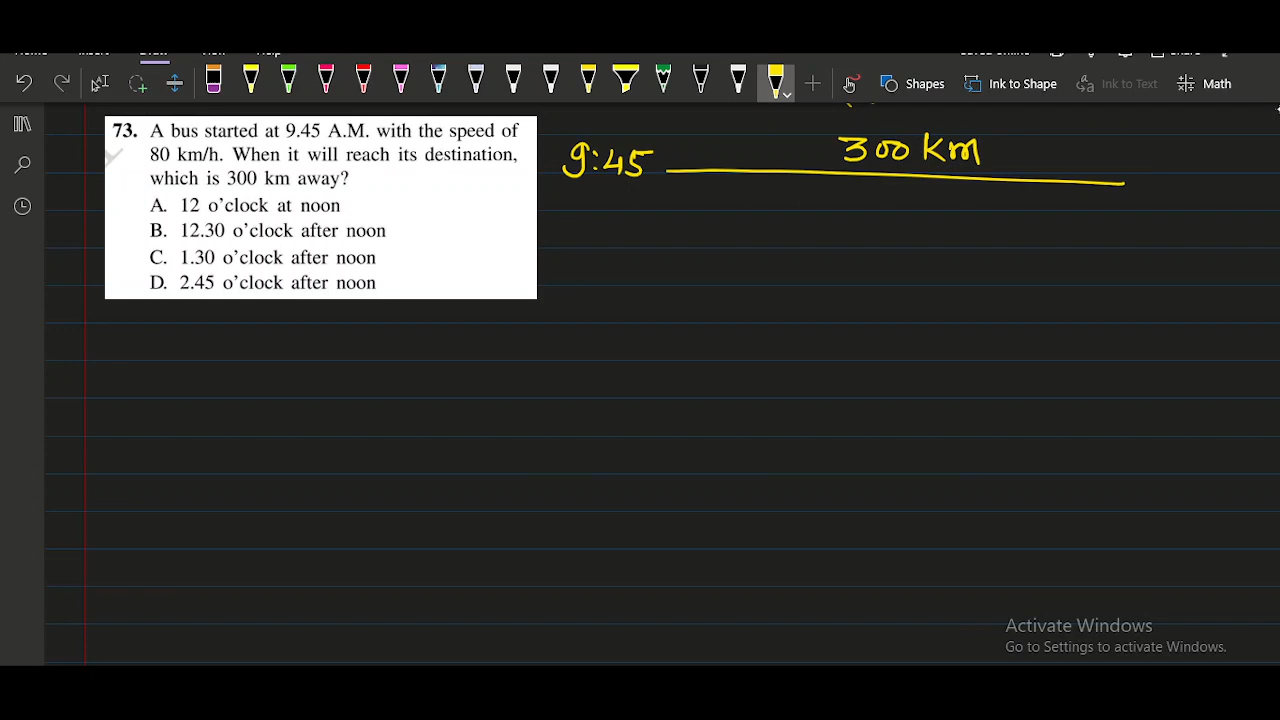 Shapes
Ink to Shape
Ink to Text
Math
73. A bus started at 9.45 A.M. with the speed of
80 km/h. When it will reach its destination,
which is 300 km away?
A. 12 o'clock at noon
B. 12.30 o'clock after noon
C. 1.30 o'clock after noon
D. 2.45 o'clock after noon
9:45
300 km
Activate Windows
Go to Settings to activate Windows.